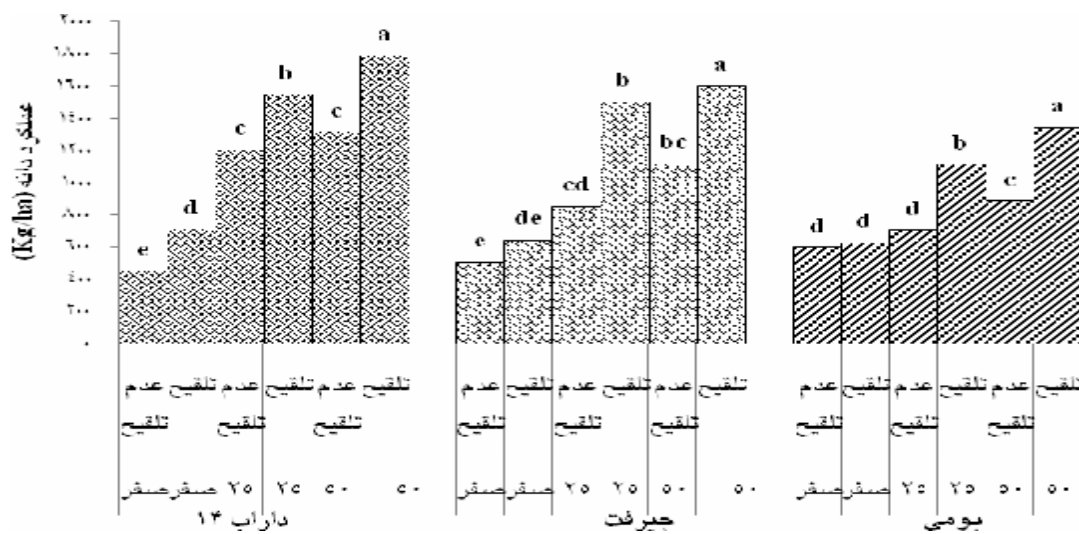 عملکرد دانه (Kg/ha)
۲۰۰۰
۱۸۰۰
۱۶۰۰
۱۴۰۰
۱۲۰۰
۱۰۰۰
۸۰۰
۶۰۰
۴۰۰
۲۰۰
۰
e d c b c a
e de cd b bc a
d d d b c a
عدم تلقیح تلقیح عدم تلقیح تلقیح عدم تلقیح تلقیح
صفر صفر ۲۵ ۲۵ ۵۰ ۵۰
داراب ۱۴
عدم تلقیح تلقیح عدم تلقیح تلقیح عدم تلقیح تلقیح
صفر صفر ۲۵ ۲۵ ۵۰ ۵۰
جیرفت
عدم تلقیح تلقیح عدم تلقیح تلقیح عدم تلقیح تلقیح
صفر صفر ۲۵ ۲۵ ۵۰ ۵۰
بومی